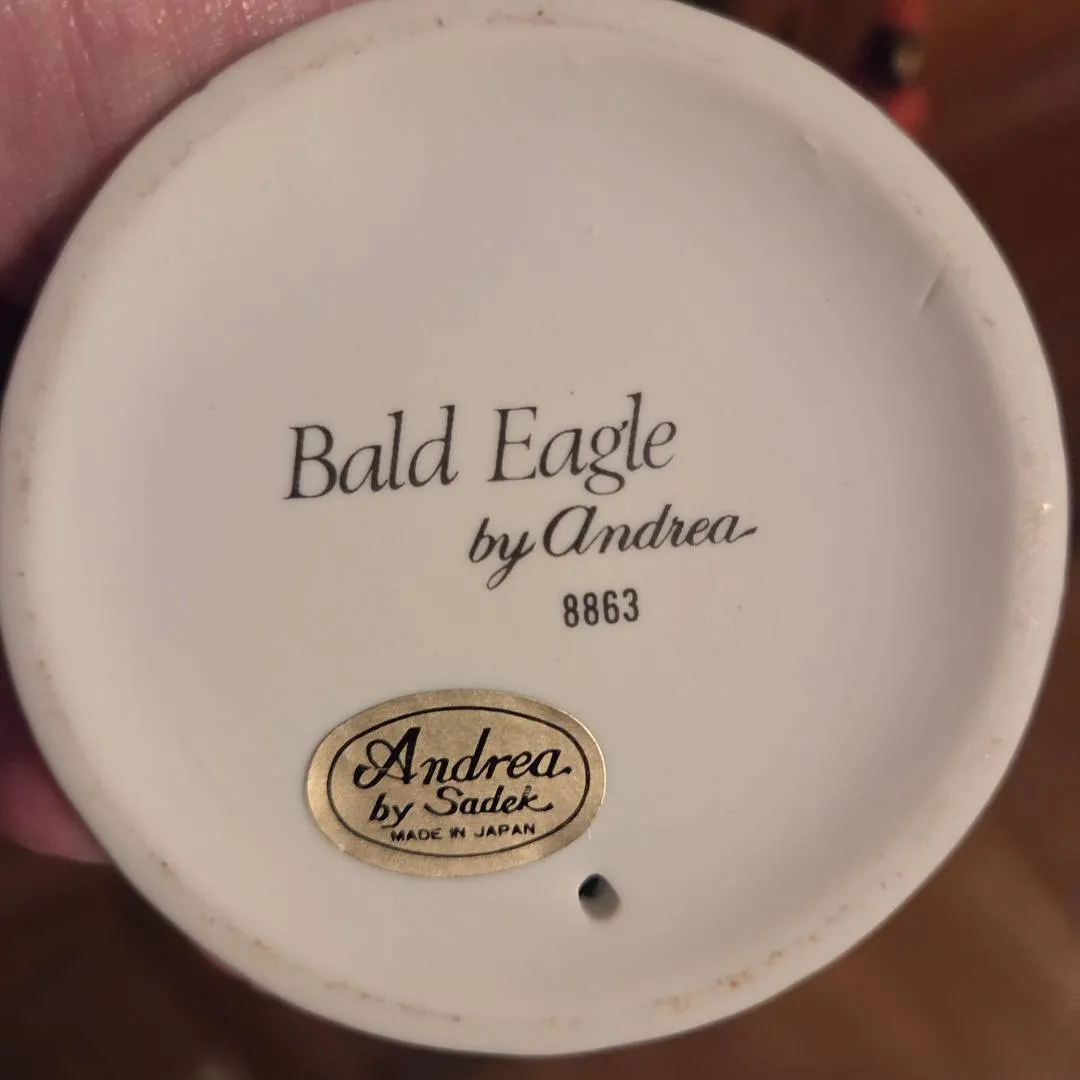 Bald Eagle
by Andrea
8863
Andrea
by Sadek
MADE IN JAPAN